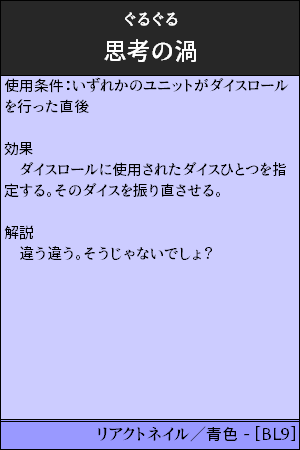 ぐるぐる
思考の渦
使用条件：いずれかのユニットがダイスロール
を行った直後
効果
　ダイスロールに使用されたダイスひとつを指
定する。そのダイスを振り直させる。
解説
　違う違う。そうじゃないでしょ？
リアクトネイル／青色 - [BL9]